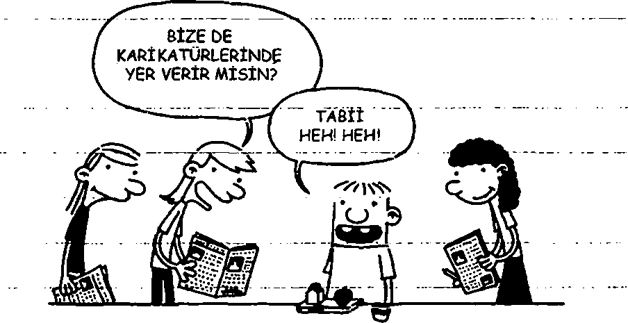 BİZE DE
KARİKATÜRLERİNDE
YER VERİR MİSİN?
TABİİ
HEH! HEH!